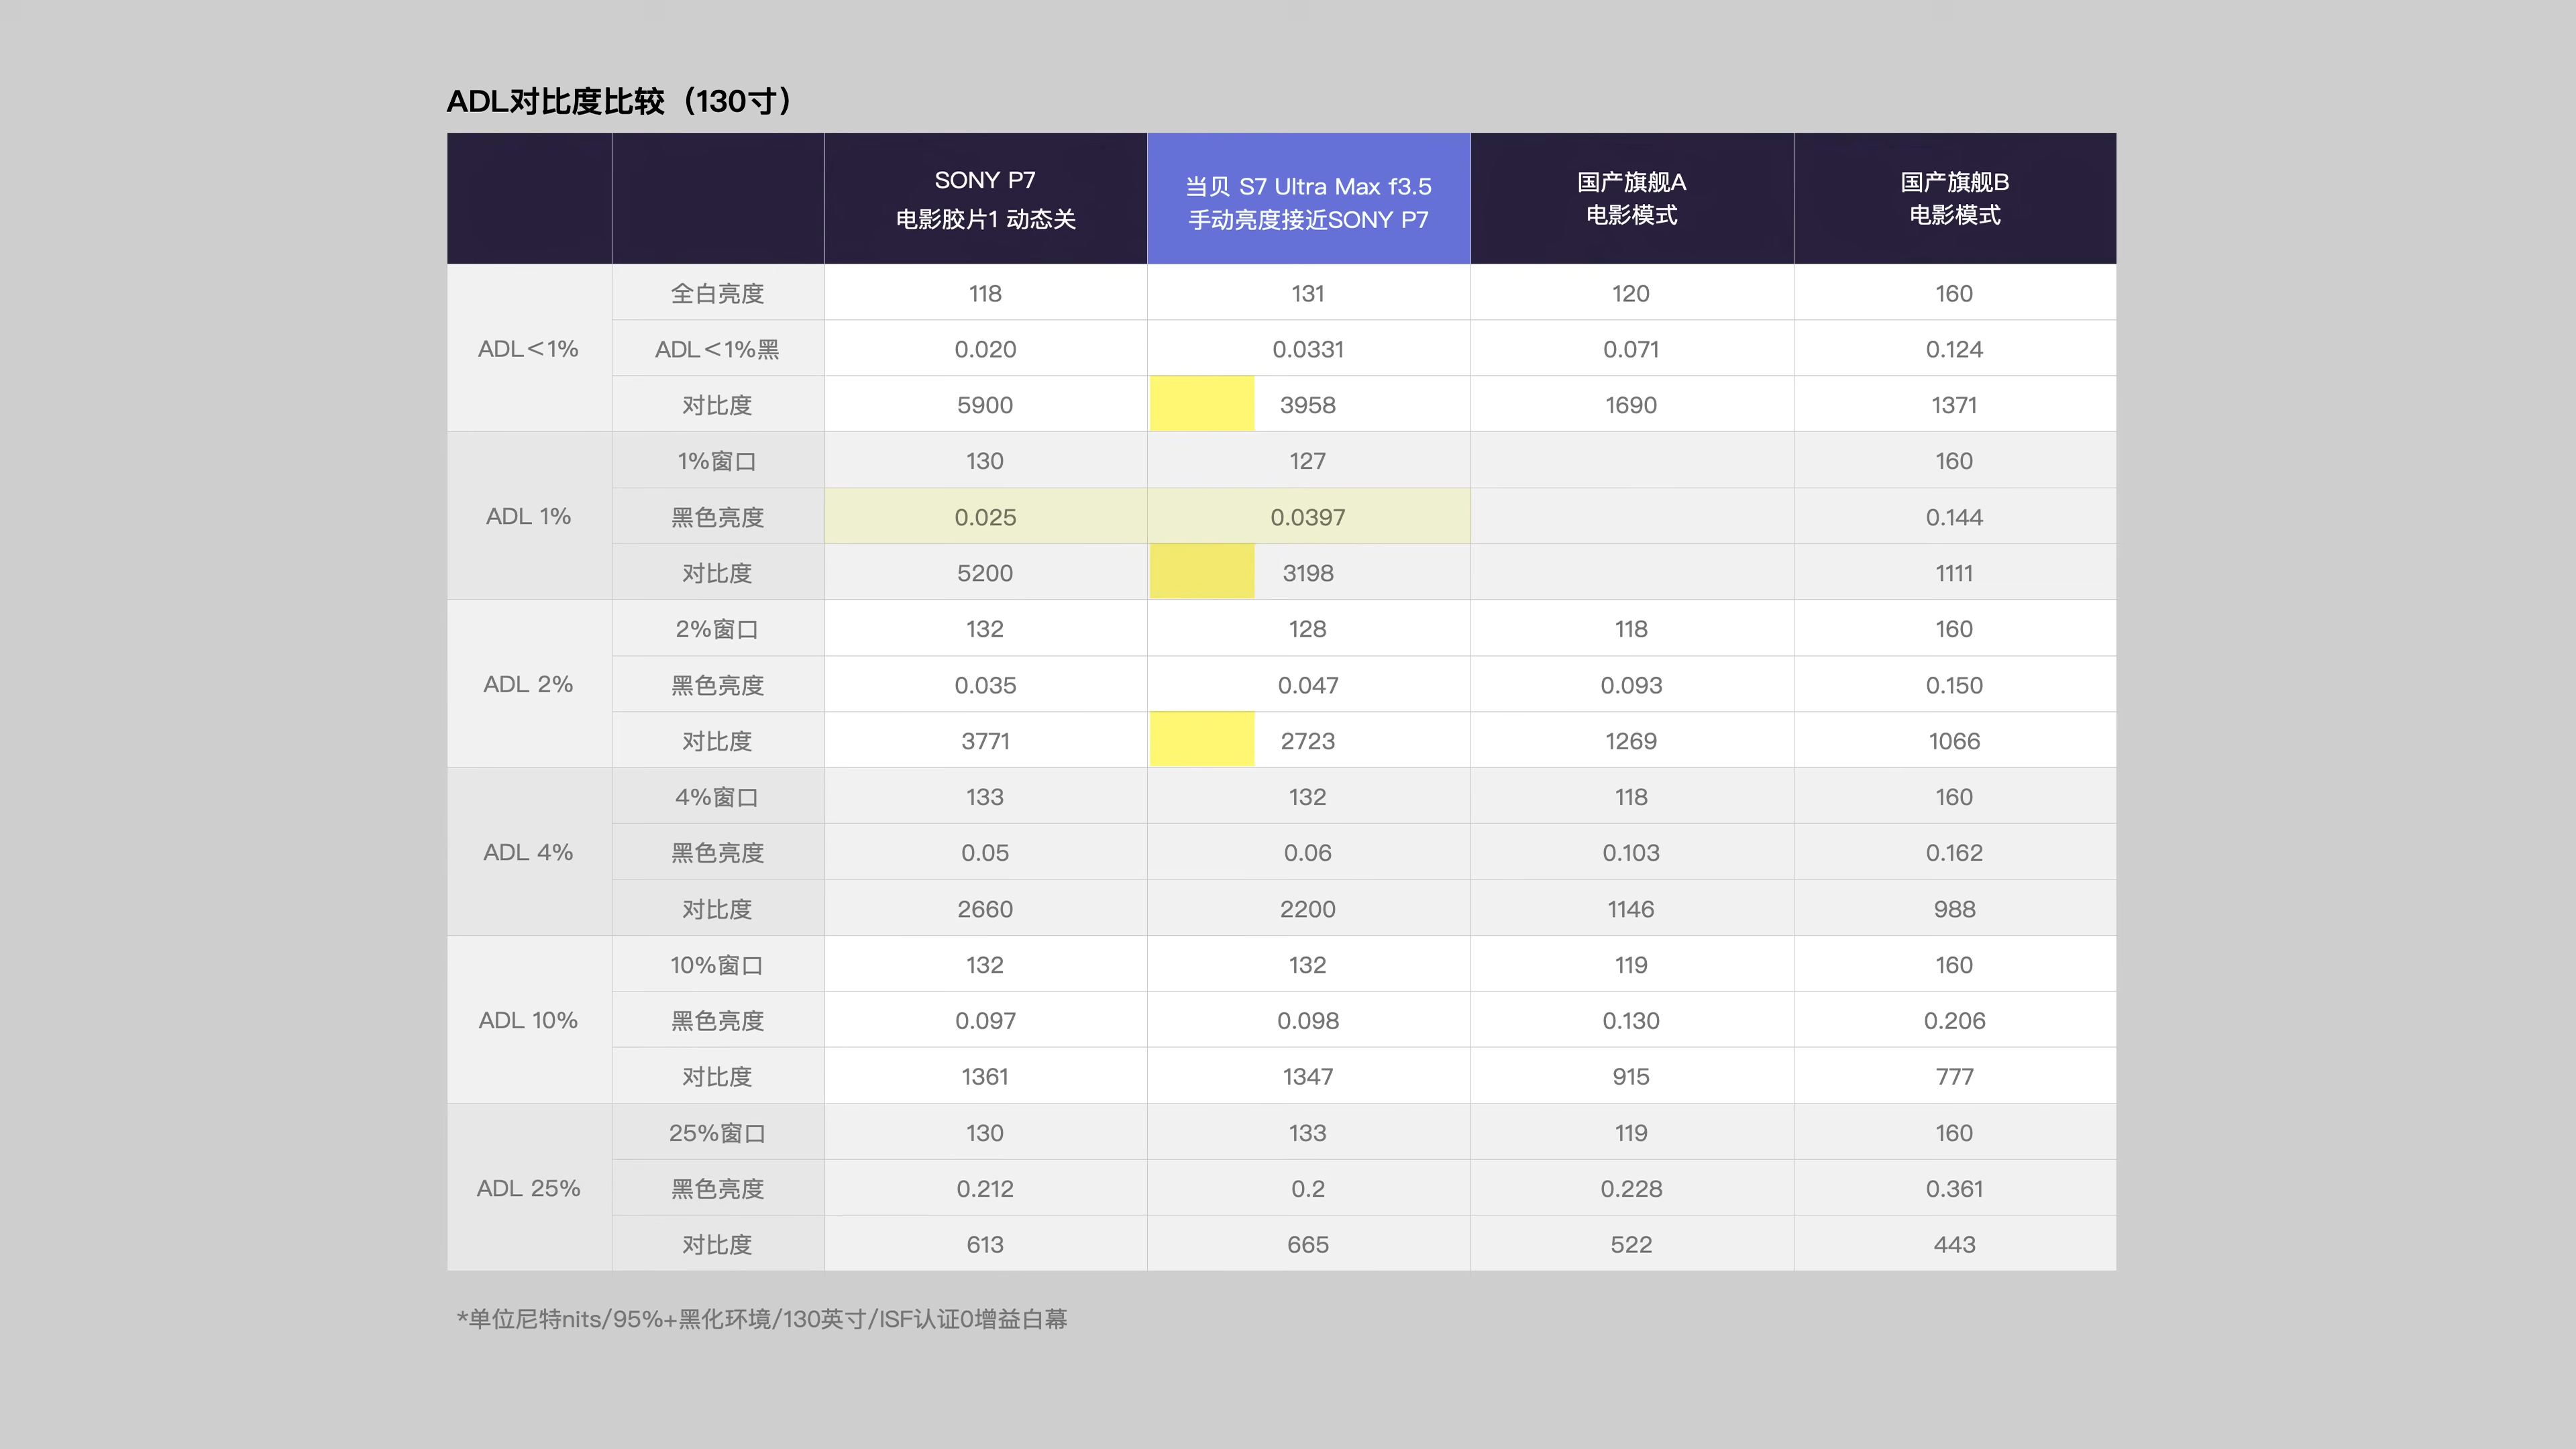 ADL对比度比较（130寸）
SONY P7
电影胶片1 动态关
当贝 S7 Ultra Max f3.5
手动亮度接近SONY P7
国产旗舰A
电影模式
国产旗舰B
电影模式
ADL＜1%
全白亮度 118 131 120 160
ADL＜1%黑 0.020 0.0331 0.071 0.124
对比度 5900 3958 1690 1371
ADL 1%
1%窗口 130 127 160
黑色亮度 0.025 0.0397 0.144
对比度 5200 3198 1111
ADL 2%
2%窗口 132 128 118 160
黑色亮度 0.035 0.047 0.093 0.150
对比度 3771 2723 1269 1066
ADL 4%
4%窗口 133 132 118 160
黑色亮度 0.05 0.06 0.103 0.162
对比度 2660 2200 1146 988
ADL 10%
10%窗口 132 132 119 160
黑色亮度 0.097 0.098 0.130 0.206
对比度 1361 1347 915 777
ADL 25%
25%窗口 130 133 119 160
黑色亮度 0.212 0.2 0.228 0.361
对比度 613 665 522 443
*单位尼特nits/95%+黑化环境/130英寸/ISF认证0增益白幕